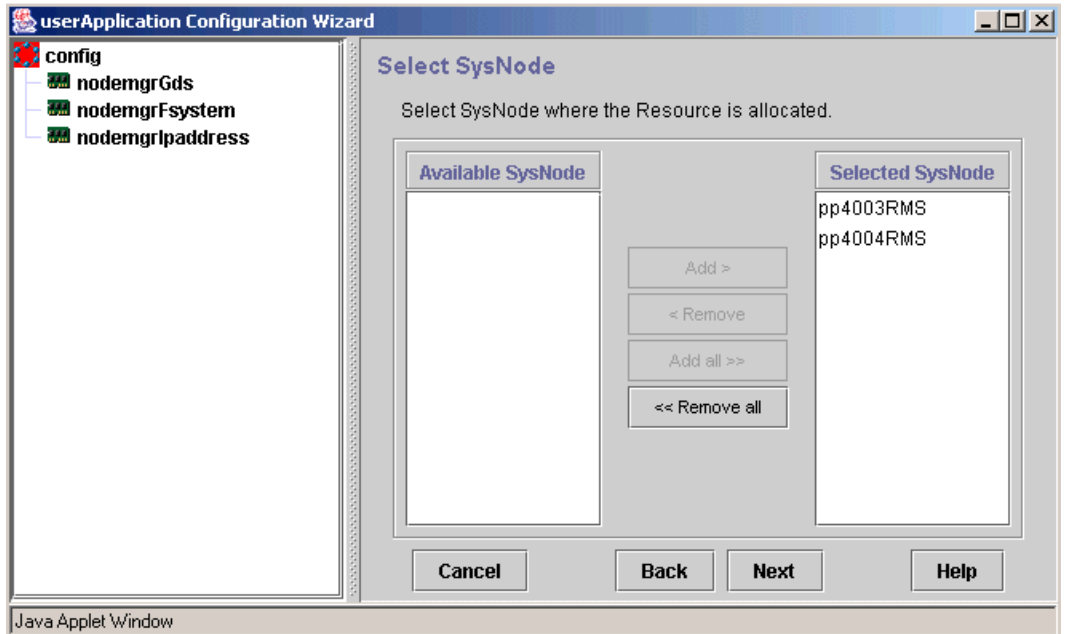 userApplication Configuration Wizard
config
nodemgrGds
nodemgrFsystem
nodemgrIpaddress
Select SysNode
Select SysNode where the Resource is allocated.
Available SysNode
Selected SysNode
pp4003RMS
pp4004RMS
Add >
< Remove
Add all >>
<< Remove all
Cancel
Back
Next
Help
Java Applet Window